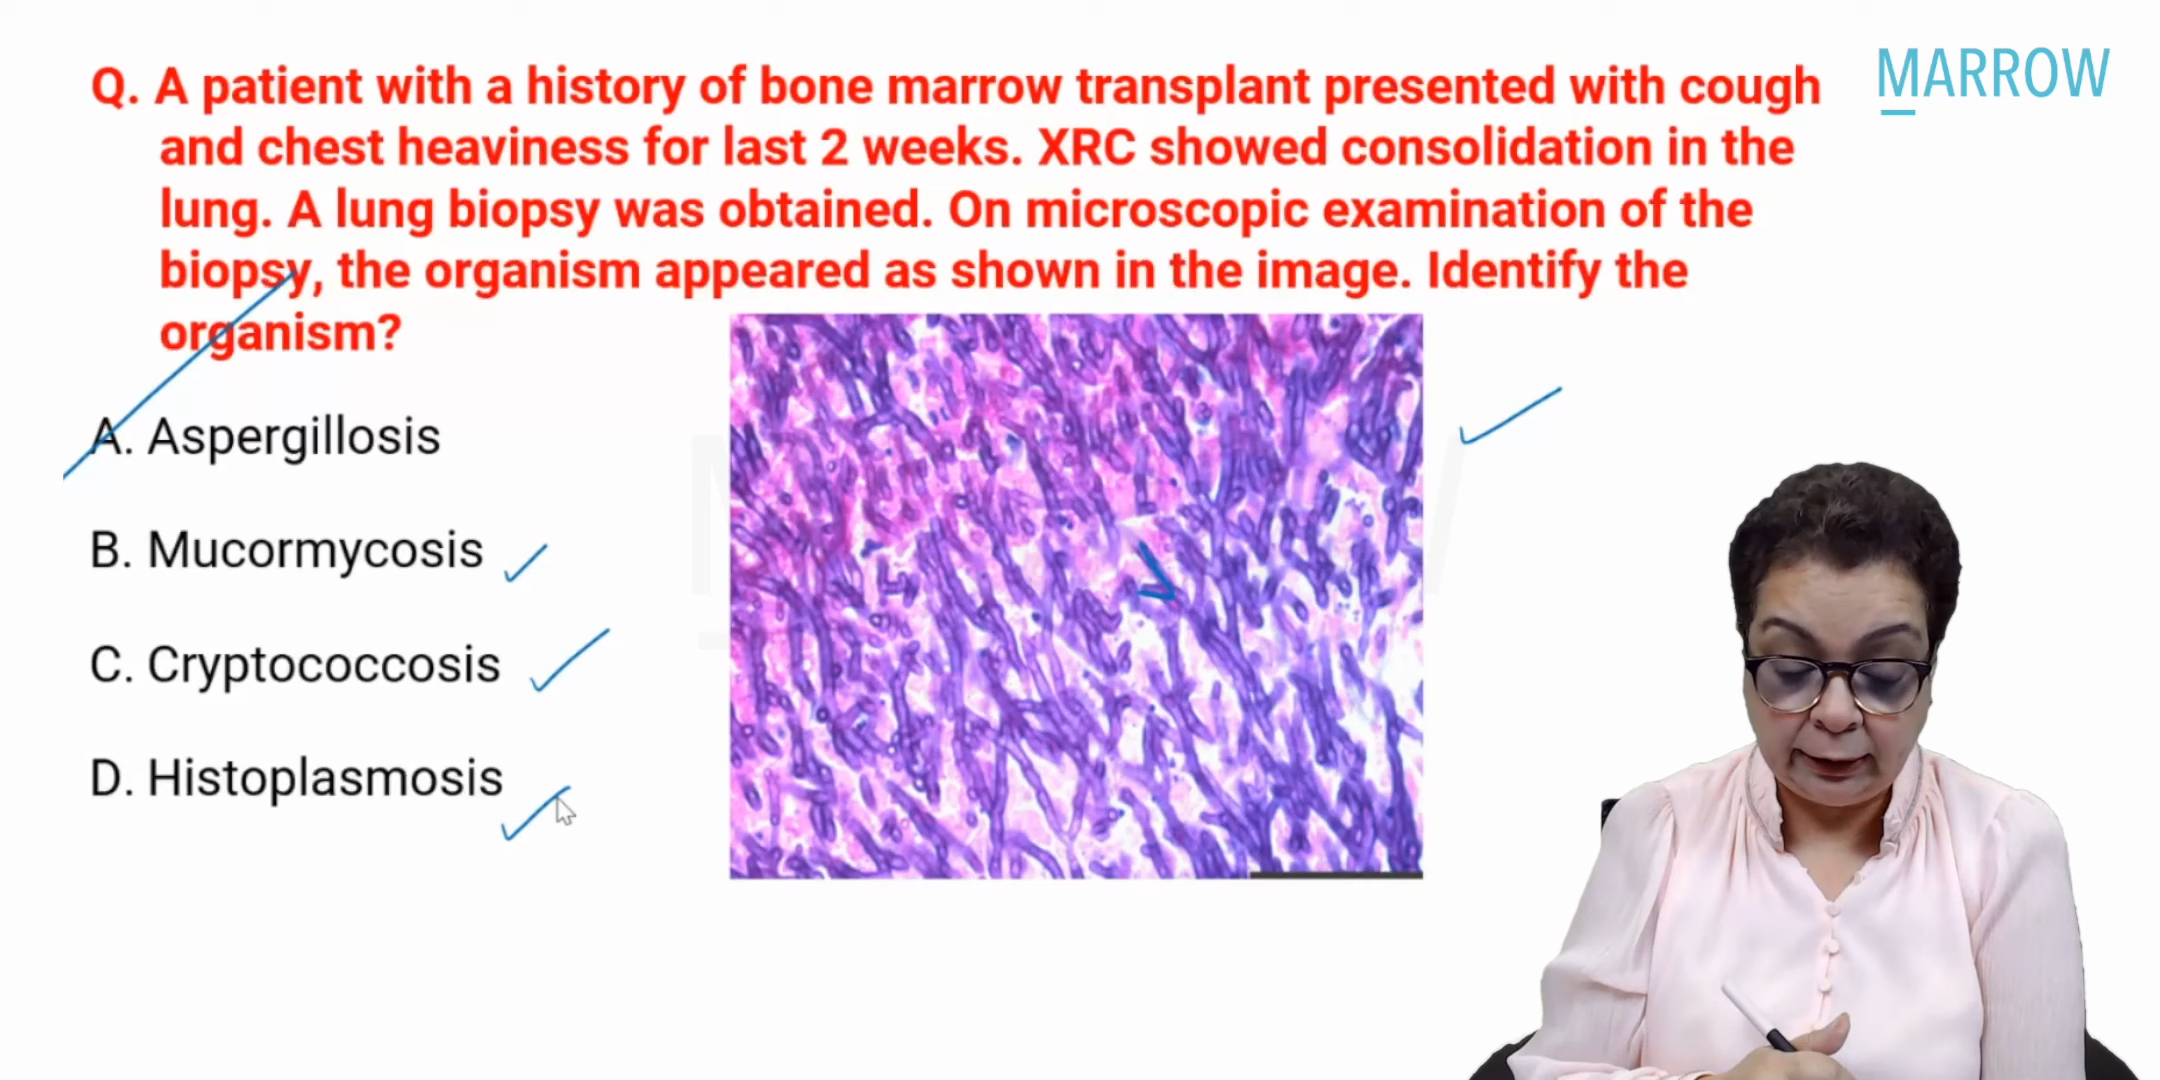 MARROW
Q. A patient with a history of bone marrow transplant presented with cough
and chest heaviness for last 2 weeks. XRC showed consolidation in the
lung. A lung biopsy was obtained. On microscopic examination of the
biopsy, the organism appeared as shown in the image. Identify the
organism?
A. Aspergillosis
B. Mucormycosis
C. Cryptococcosis
D. Histoplasmosis